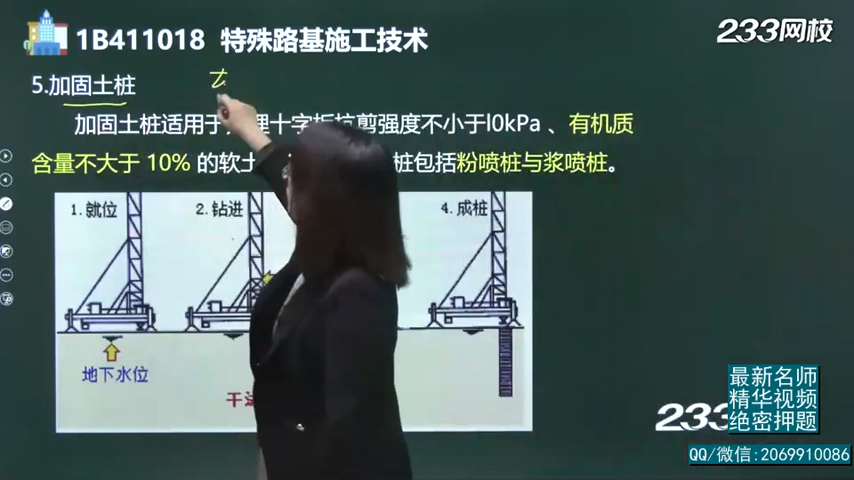 1B411018 特殊路基施工技术
233网校
5.加固土桩
加固土桩适用于 理十字板抗剪强度不小于l0kPa 、有机质
含量不大于 10% 的软土 桩包括粉喷桩与浆喷桩。
1.就位
2.钻进
4.成桩
地下水位
干
233
最新名师
精华视频
绝密押题
QQ/微信:2069910086